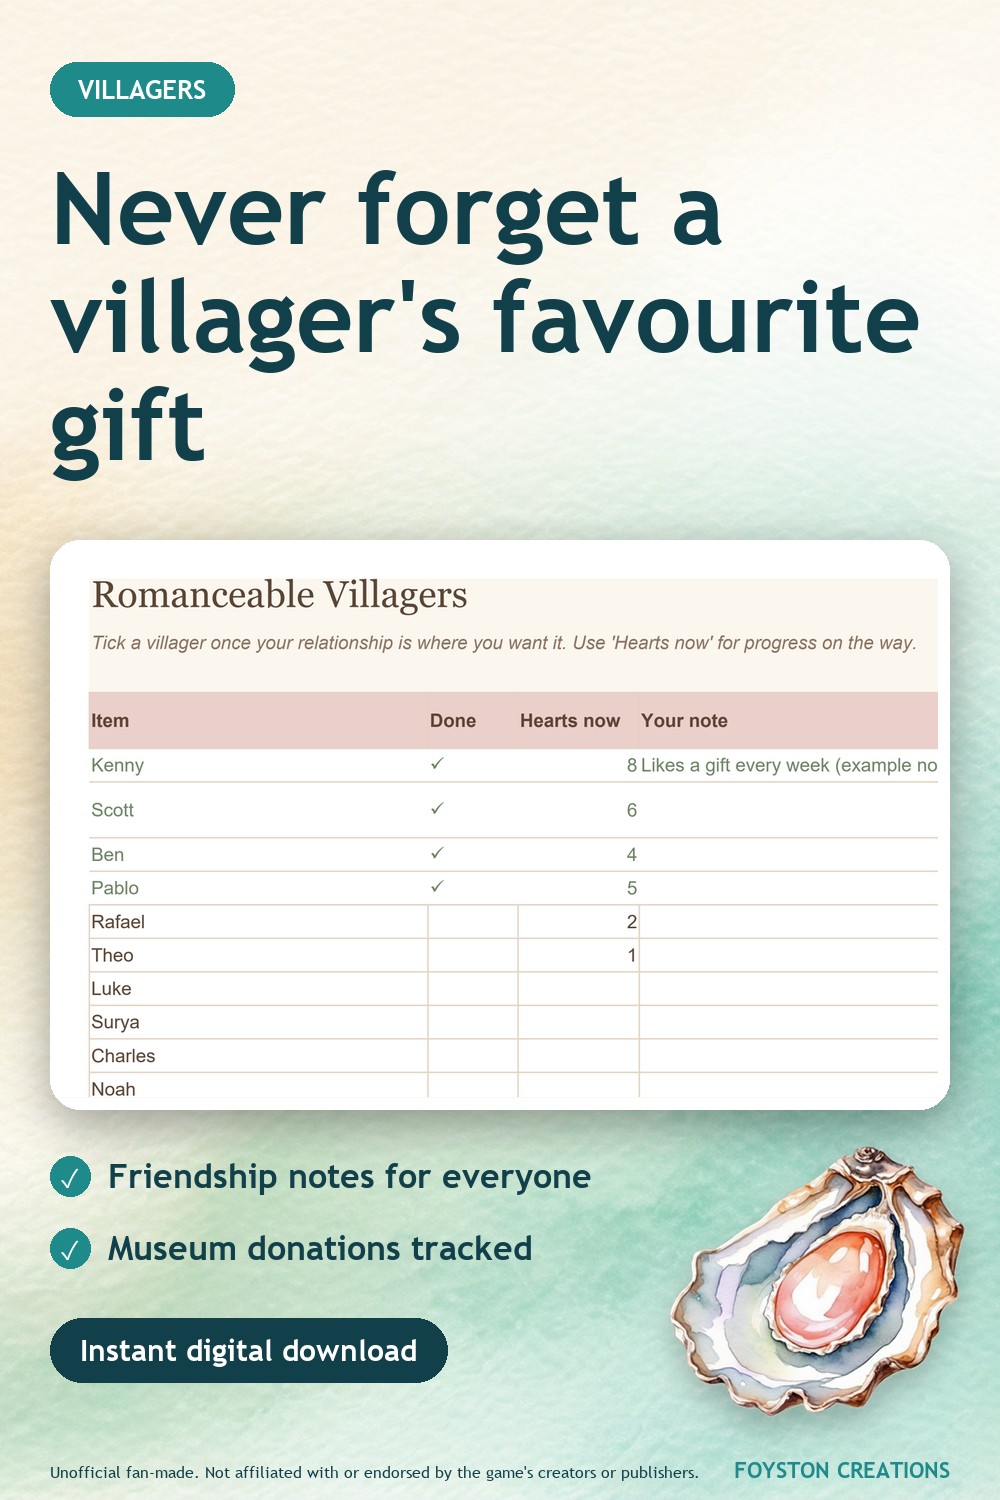 VILLAGERS
Never forget a
villager's favourite
gift
Romanceable Villagers
Tick a villager once your relationship is where you want it. Use 'Hearts now' for progress on the way.
Item Done Hearts now Your note
Kenny ✓ 8 Likes a gift every week (example no
Scott ✓ 6
Ben ✓ 4
Pablo ✓ 5
Rafael 2
Theo 1
Luke
Surya
Charles
Noah
✓ Friendship notes for everyone
✓ Museum donations tracked
Instant digital download
Unofficial fan-made. Not affiliated with or endorsed by the game's creators or publishers. FOYSTON CREATIONS